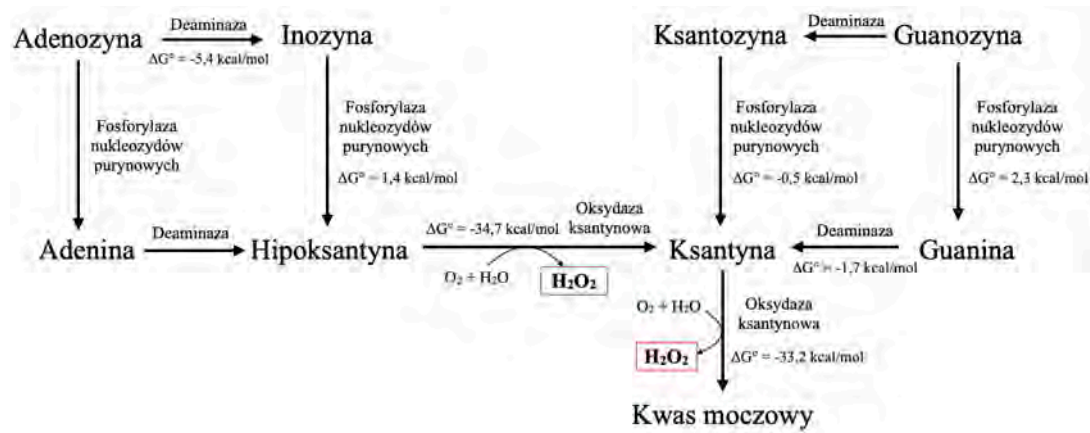 Deaminaza
Deaminaza
Adenozyna
Inozyna
Ksantozyna
Guanozyna
ΔG° = -5,4 kcal/mol
Fosforylaza
nukleozydów
purynowych
Fosforylaza
nukleozydów
purynowych
ΔG° = 1,4 kcal/mol
Fosforylaza
nukleozydów
purynowych
ΔG° = -0,5 kcal/mol
Fosforylaza
nukleozydów
purynowych
ΔG° = 2,3 kcal/mol
Adenina
Deaminaza
Hipoksantyna
ΔG° = -34,7 kcal/mol
Oksydaza
ksantynowa
O₂ + H₂O
H₂O₂
Ksantyna
Deaminaza
ΔG° = -1,7 kcal/mol
Guanina
O₂ + H₂O
H₂O₂
Oksydaza
ksantynowa
ΔG° = -33,2 kcal/mol
Kwas moczowy